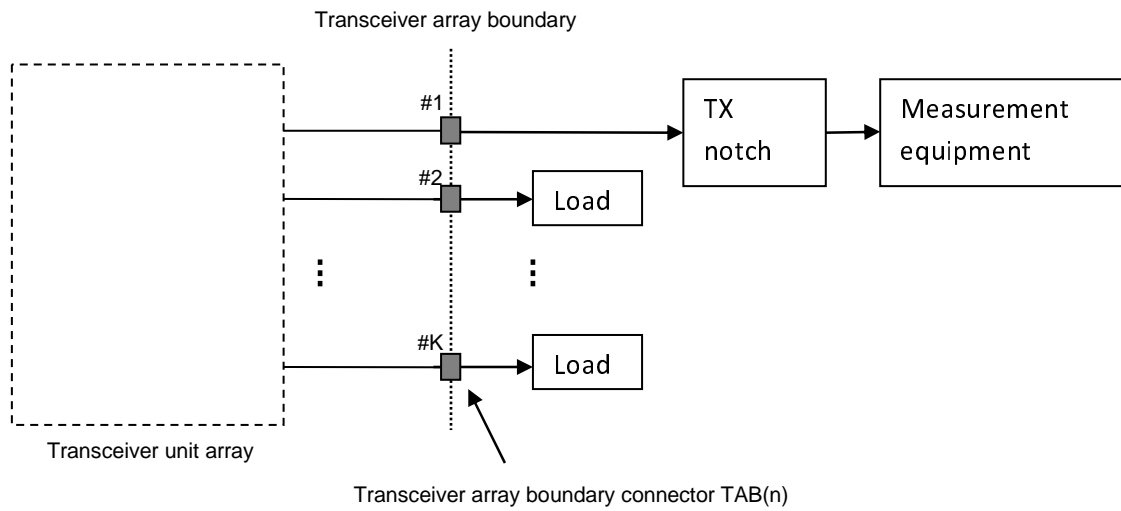 Transceiver array boundary
#1
TX
notch
Measurement
equipment
#2
Load
#K
Load
Transceiver unit array
Transceiver array boundary connector TAB(n)